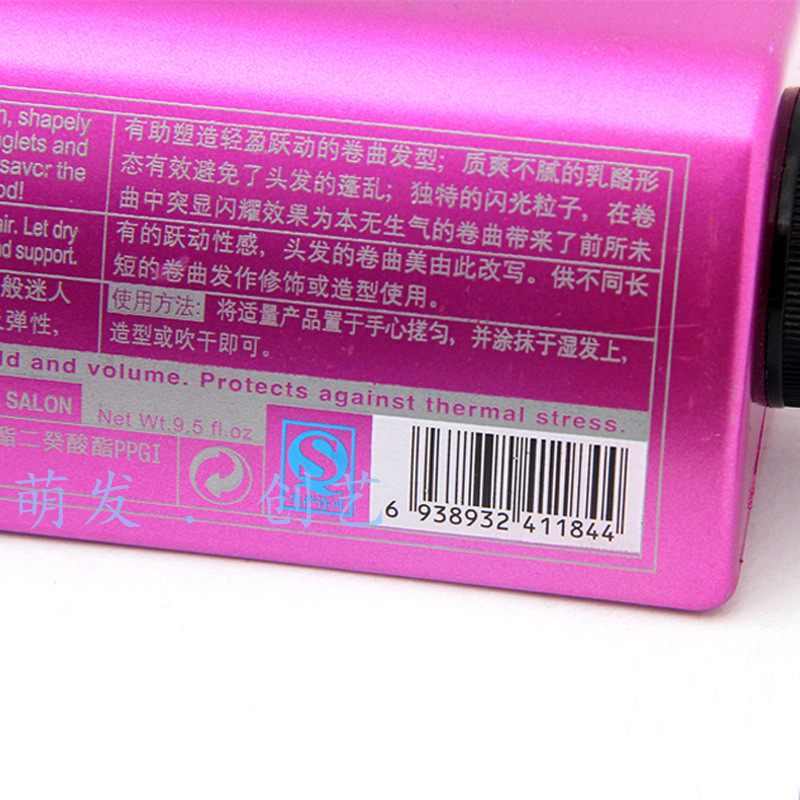 , shapely
nglets and
savor the
od!
air. Let dry
nd support.
般迷人
弹性,
有助塑造轻盈跃动的卷曲发型；质爽不腻的乳酪形
态有效避免了头发的蓬乱；独特的闪光粒子，在卷
曲中突显闪耀效果为本无生气的卷曲带来了前所未
有的跃动性感，头发的卷曲美由此改写。供不同长
短的卷曲发作修饰或造型使用。
使用方法: 将适量产品置于手心搓匀，并涂抹于湿发上，
造型或吹干即可。
ld and volume. Protects against thermal stress.
SALON
Net Wt.9.5 fl.oz
酯二癸酸酯PPGI
生产许可
6 938932 411844
萌发 . 创艺